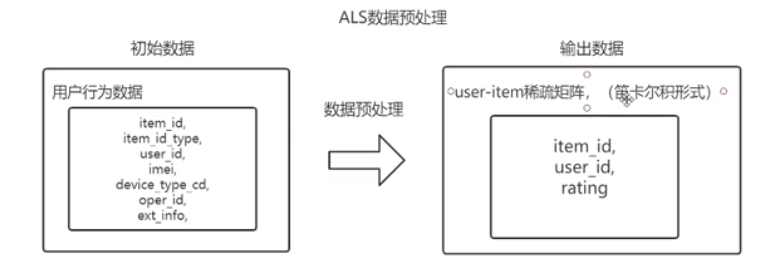 ALS数据预处理
初始数据
用户行为数据
item_id,
item_id_type,
user_id,
imei,
device_type_cd,
oper_id,
ext_info,
数据预处理
输出数据
user-item稀疏矩阵，（笛卡尔积形式）
item_id,
user_id,
rating